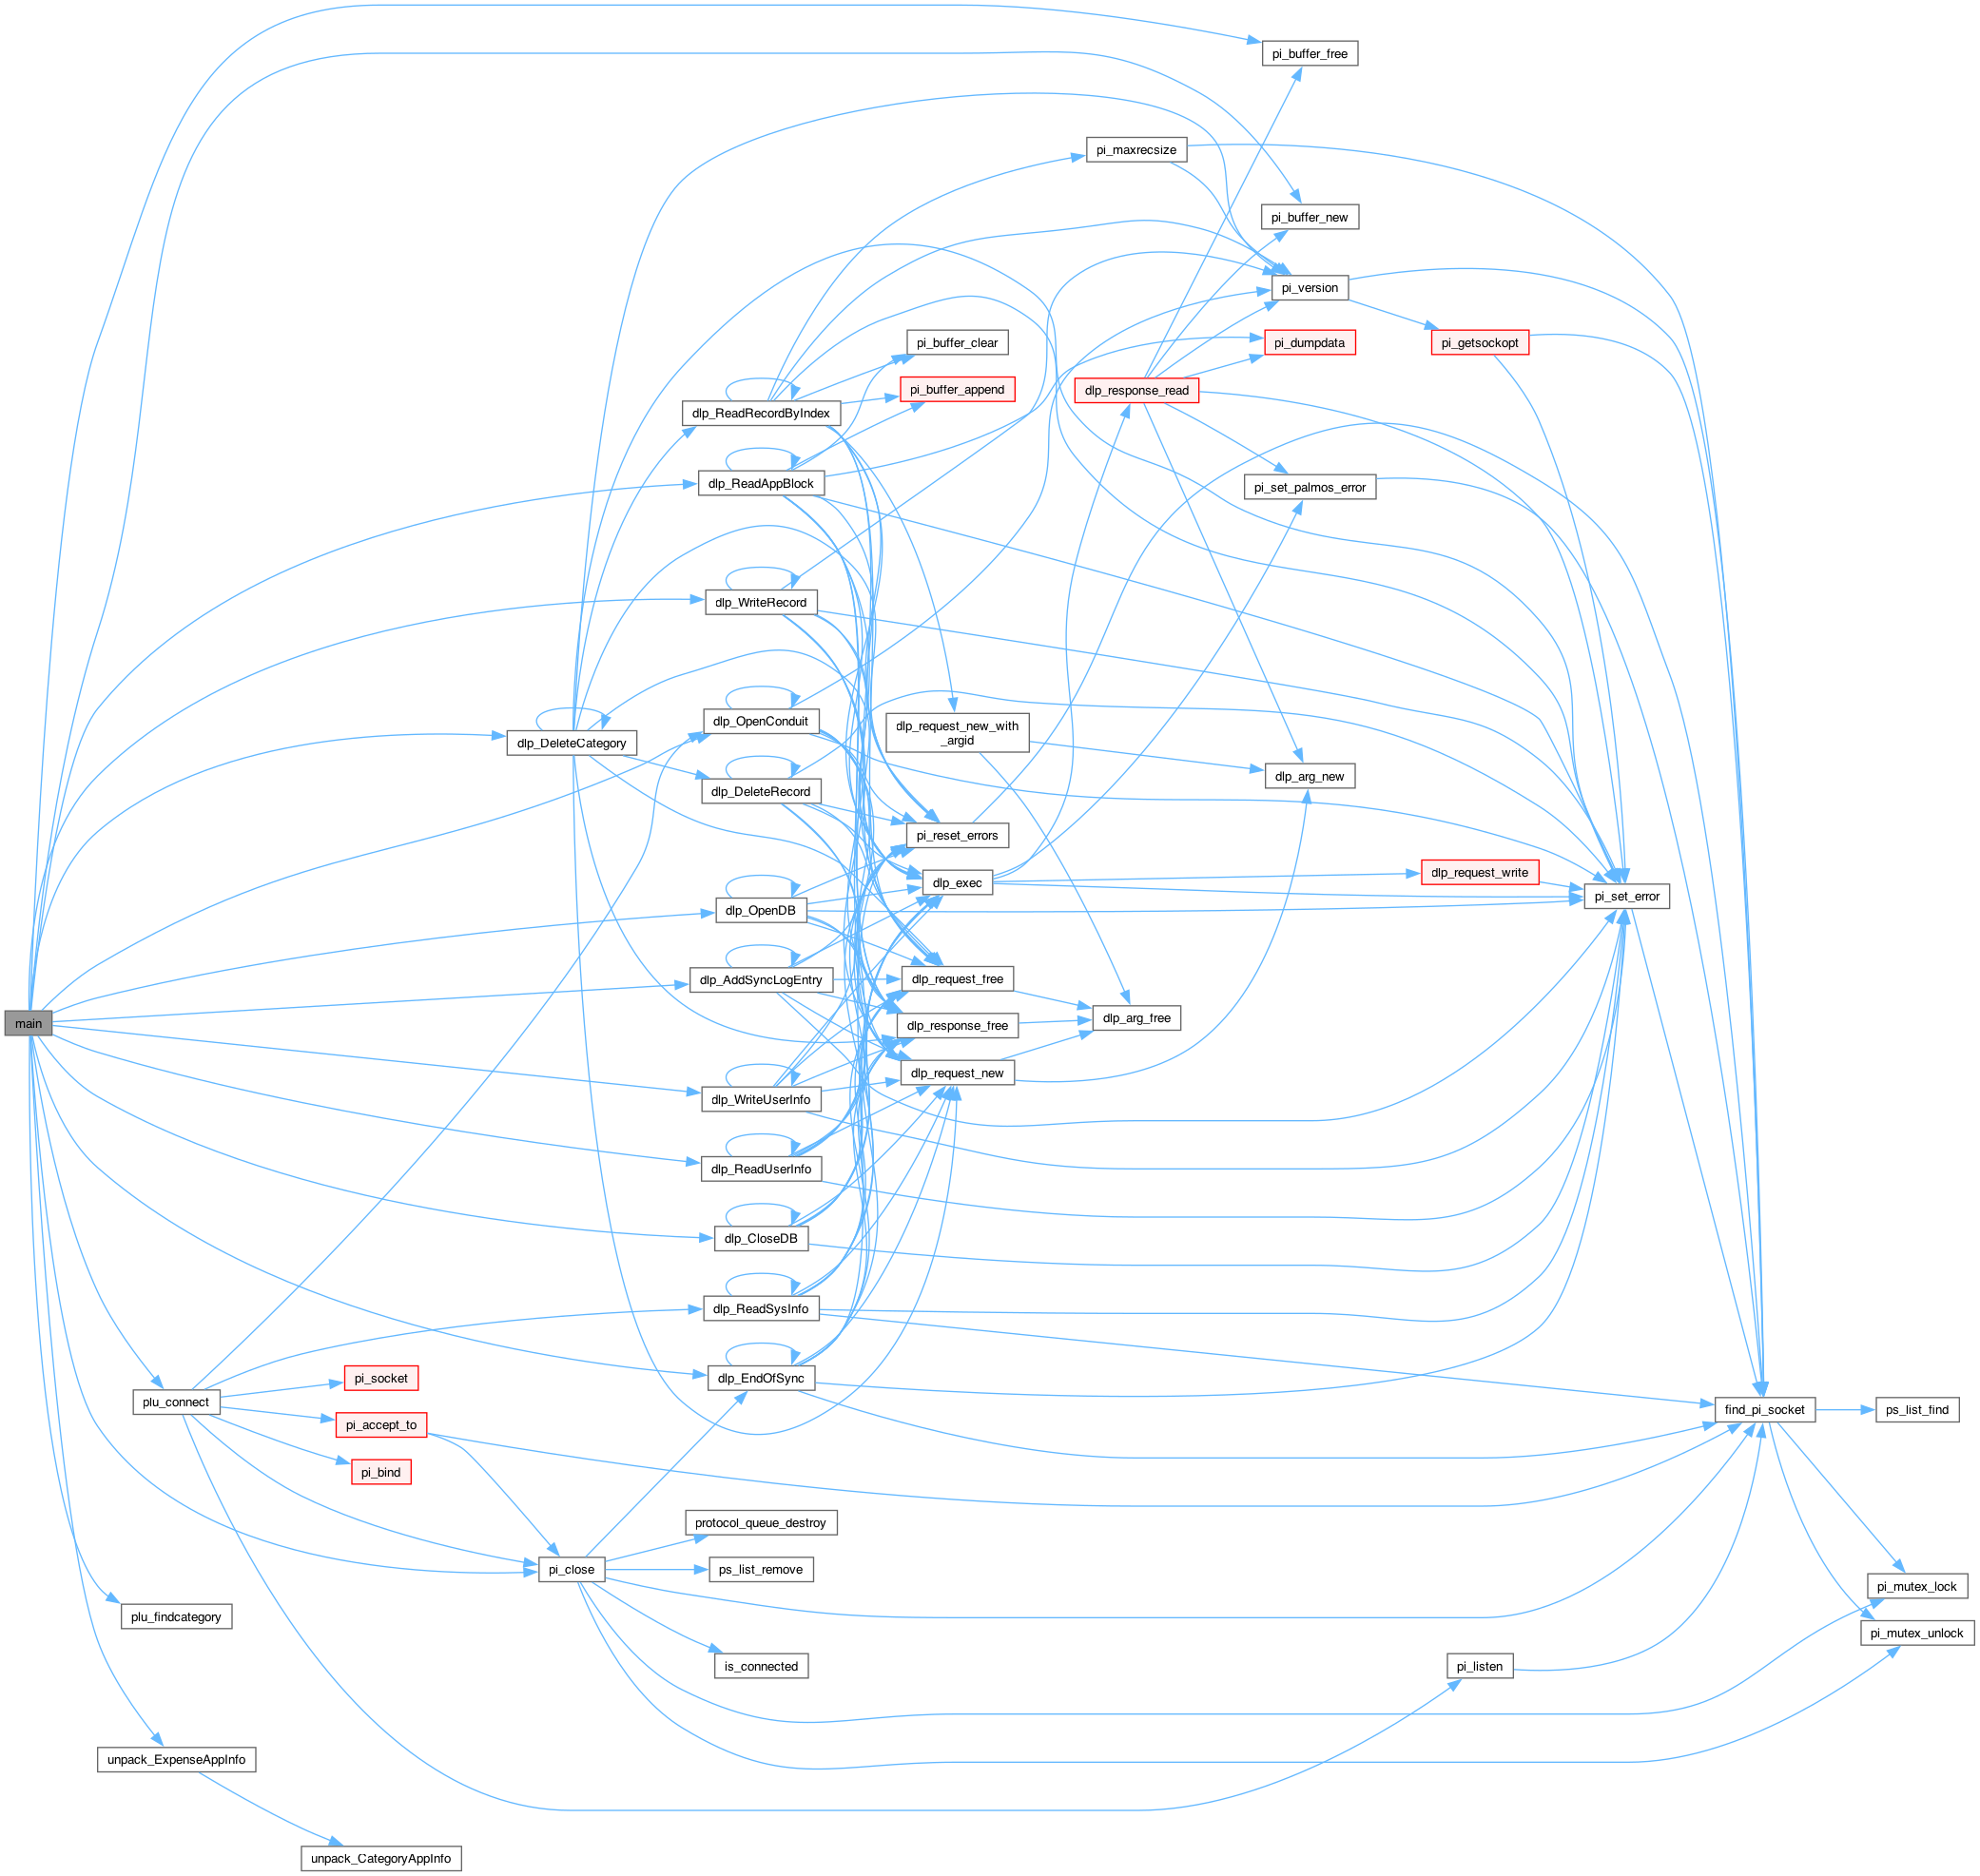 pi_buffer_free
pi_maxrecsize
pi_buffer_new
pi_version
pi_buffer_clear
pi_dumpdata
pi_getsockopt
pi_buffer_append
dlp_response_read
dlp_ReadRecordByIndex
dlp_ReadAppBlock
pi_set_palmos_error
dlp_WriteRecord
dlp_OpenConduit
dlp_request_new_with
_argid
dlp_DeleteCategory
dlp_arg_new
dlp_DeleteRecord
pi_reset_errors
dlp_request_write
dlp_exec
pi_set_error
dlp_OpenDB
dlp_AddSyncLogEntry
dlp_request_free
dlp_arg_free
main
dlp_response_free
dlp_request_new
dlp_WriteUserInfo
dlp_ReadUserInfo
dlp_CloseDB
dlp_ReadSysInfo
pi_socket
dlp_EndOfSync
plu_connect
find_pi_socket
ps_list_find
pi_accept_to
pi_bind
protocol_queue_destroy
pi_close
ps_list_remove
pi_mutex_lock
plu_findcategory
pi_mutex_unlock
is_connected
pi_listen
unpack_ExpenseAppInfo
unpack_CategoryAppInfo